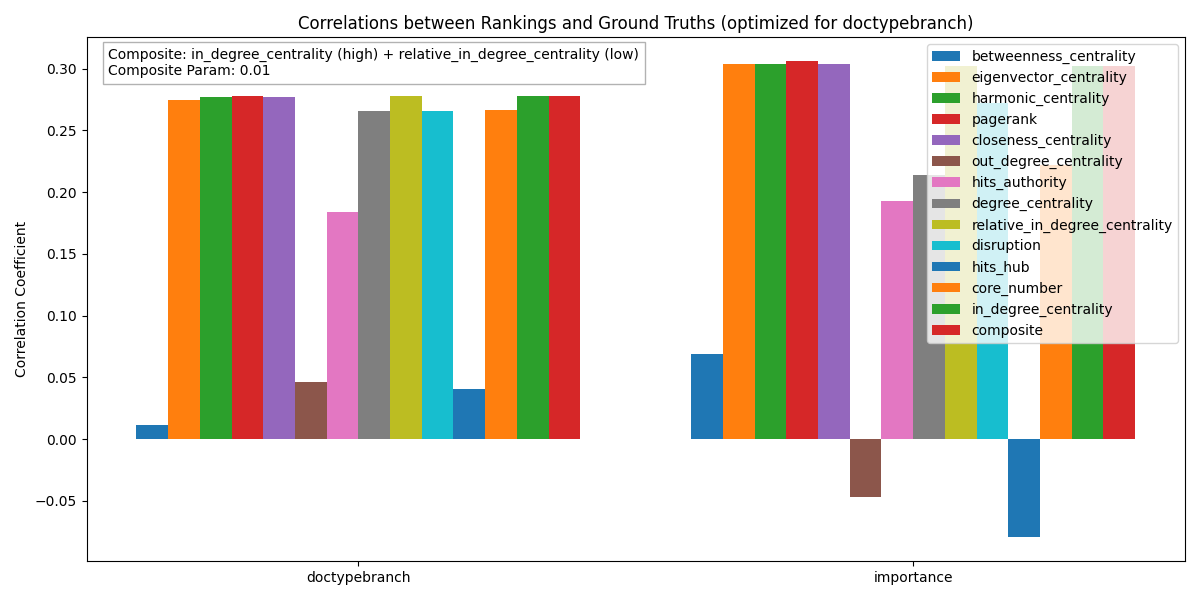 Correlations between Rankings and Ground Truths (optimized for doctypebranch)
Composite: in_degree_centrality (high) + relative_in_degree_centrality (low)
Composite Param: 0.01
betweenness_centrality
eigenvector_centrality
harmonic_centrality
pagerank
closeness_centrality
out_degree_centrality
hits_authority
degree_centrality
relative_in_degree_centrality
disruption
hits_hub
core_number
in_degree_centrality
composite
Correlation Coefficient
0.30
0.25
0.20
0.15
0.10
0.05
0.00
−0.05
doctypebranch
importance